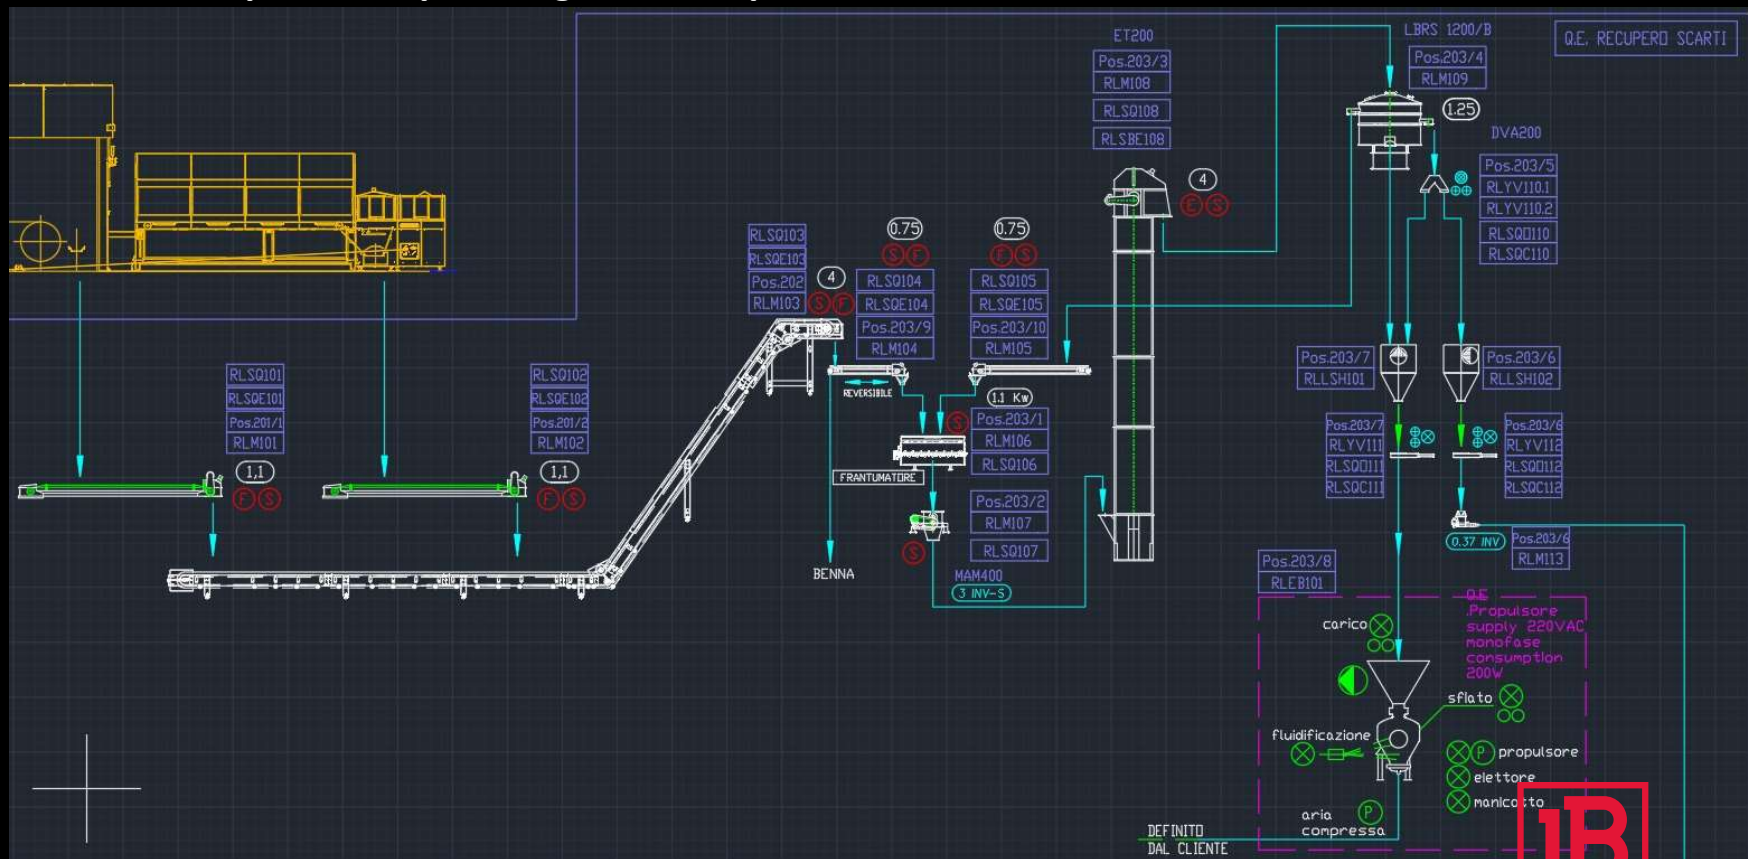 ET200
Pos.203/3
RLM108
RLSQ108
RLSBE108
LBRS 1200/B
Pos.203/4
RLM109
1.25
Q.E. RECUPERO SCARTI
DVA200
Pos.203/5
RLYV110.1
RLYV110.2
RLSQO110
RLSQC110
4
E S
RLSQ103
RLSQE103
Pos.202
RLM103
4
S F
0.75
S F
RLSQ104
RLSQE104
Pos.203/9
RLM104
0.75
F S
RLSQ105
RLSQE105
Pos.203/10
RLM105
REVERSIBILE
RLSQ101
RLSQE101
Pos.201/1
RLM101
1,1
F S
RLSQ102
RLSQE102
Pos.201/2
RLM102
1,1
F S
1.1 Kw
S
Pos.203/1
RLM106
RLSQ106
FRANTUMATORE
Pos.203/2
RLM107
RLSQ107
S
MAM400
3 INV-S
BENNA
Pos.203/7
RLLSH101
Pos.203/6
RLLSH102
Pos.203/7
RLYV111
RLSQO111
RLSQC111
Pos.203/6
RLYV112
RLSQO112
RLSQC112
0.37 INV
Pos.203/6
RLM113
Pos.203/8
RLEB101
Q.E
.Propulsore
supply 220VAC
monofase
consumption
200W
carico
sfiato
fluidificazione
P propulsore
elettore
manicotto
aria
compressa
P
DEFINITO
DAL CLIENTE
1B